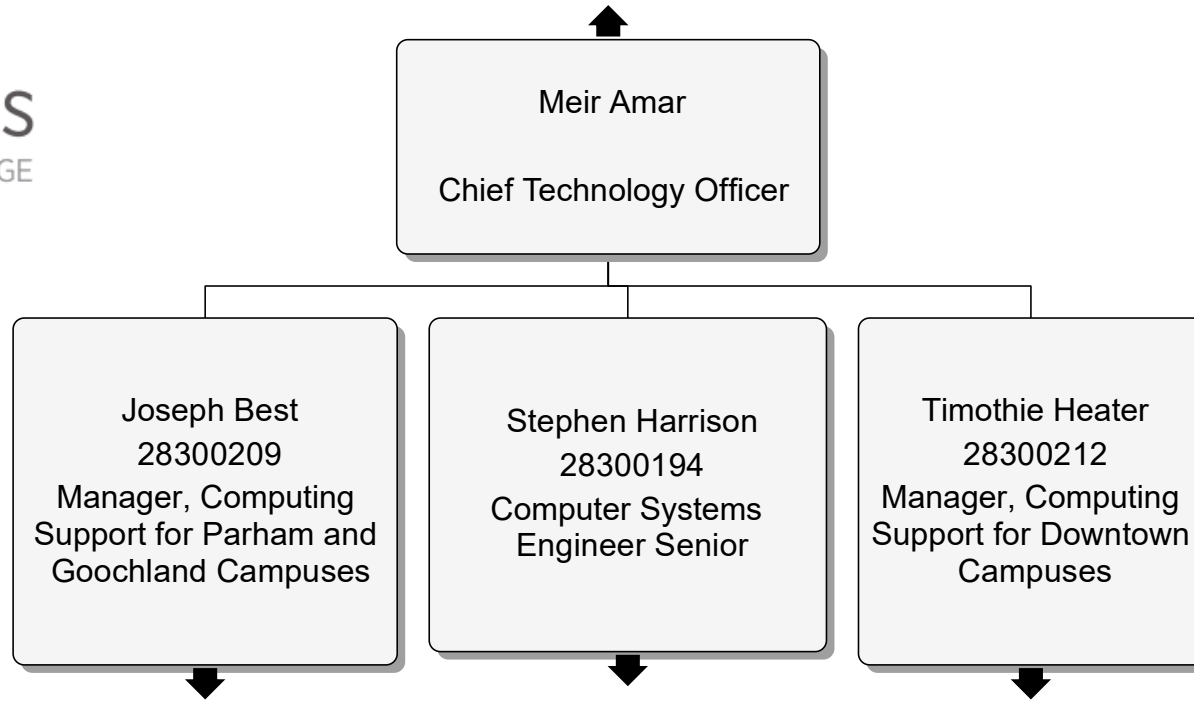 S
GE
Meir Amar
Chief Technology Officer
Joseph Best
28300209
Manager, Computing
Support for Parham and
Goochland Campuses
Stephen Harrison
28300194
Computer Systems
Engineer Senior
Timothie Heater
28300212
Manager, Computing
Support for Downtown
Campuses